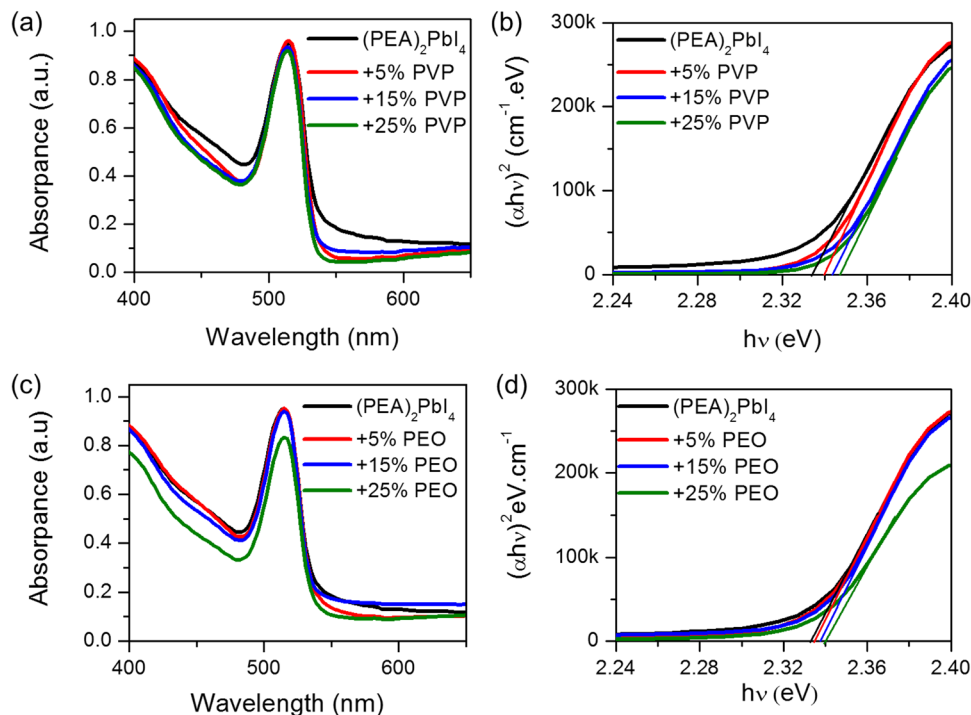 (a)
Absorpance (a.u.)
1.0
0.8
0.6
0.4
0.2
0.0
(PEA)2PbI4
+5% PVP
+15% PVP
+25% PVP
400
500
600
Wavelength (nm)
(b)
(αhν)2 (cm-1.eV)
300k
200k
100k
0
(PEA)2PbI4
+5% PVP
+15% PVP
+25% PVP
2.24
2.28
2.32
2.36
2.40
hν (eV)
(c)
Absorpance (a.u)
1.0
0.8
0.6
0.4
0.2
0.0
(PEA)2PbI4
+5% PEO
+15% PEO
+25% PEO
400
500
600
Wavelength (nm)
(d)
(αhν)2eV.cm-1
300k
200k
100k
0
(PEA)2PbI4
+5% PEO
+15% PEO
+25% PEO
2.24
2.28
2.32
2.36
2.40
hν (eV)